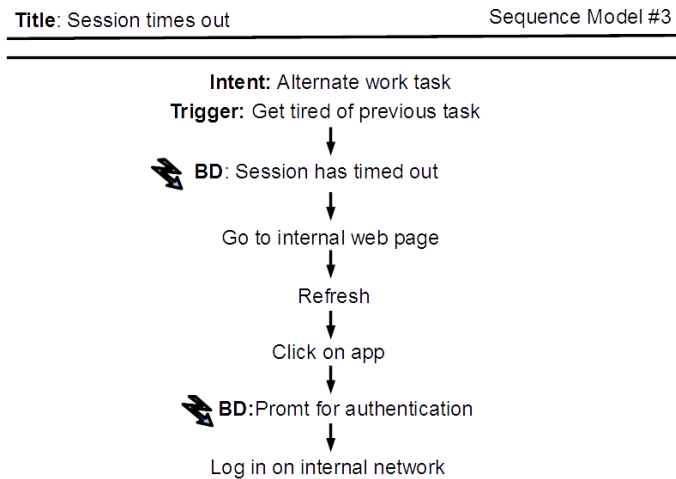 Title: Session times out
Sequence Model #3
Intent: Alternate work task
Trigger: Get tired of previous task
BD: Session has timed out
Go to internal web page
Refresh
Click on app
BD:Promt for authentication
Log in on internal network